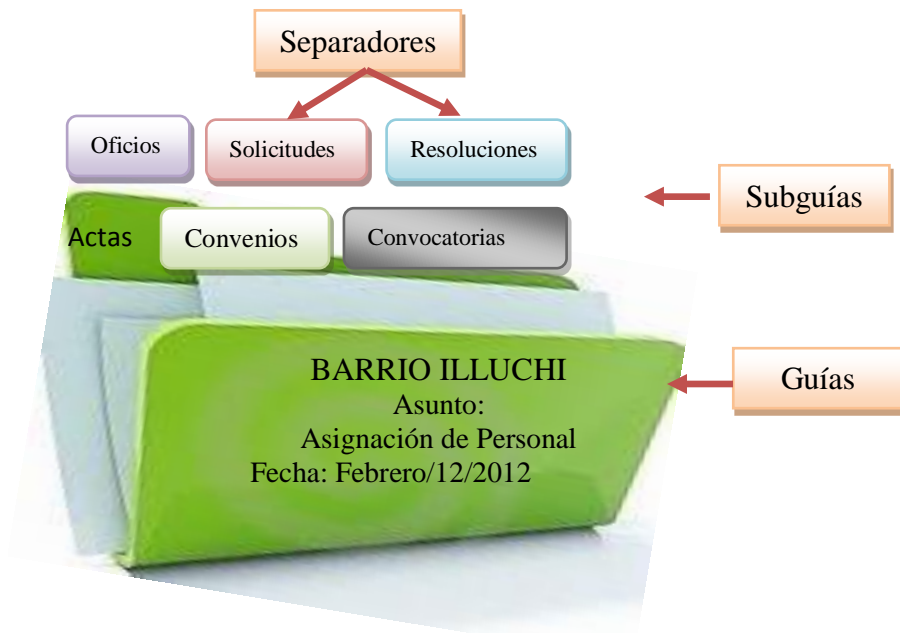 Separadores
Oficios
Solicitudes
Resoluciones
Subguías
Actas
Convenios
Convocatorias
BARRIO ILLUCHI
Guías
Asunto:
Asignación de Personal
Fecha: Febrero/12/2012